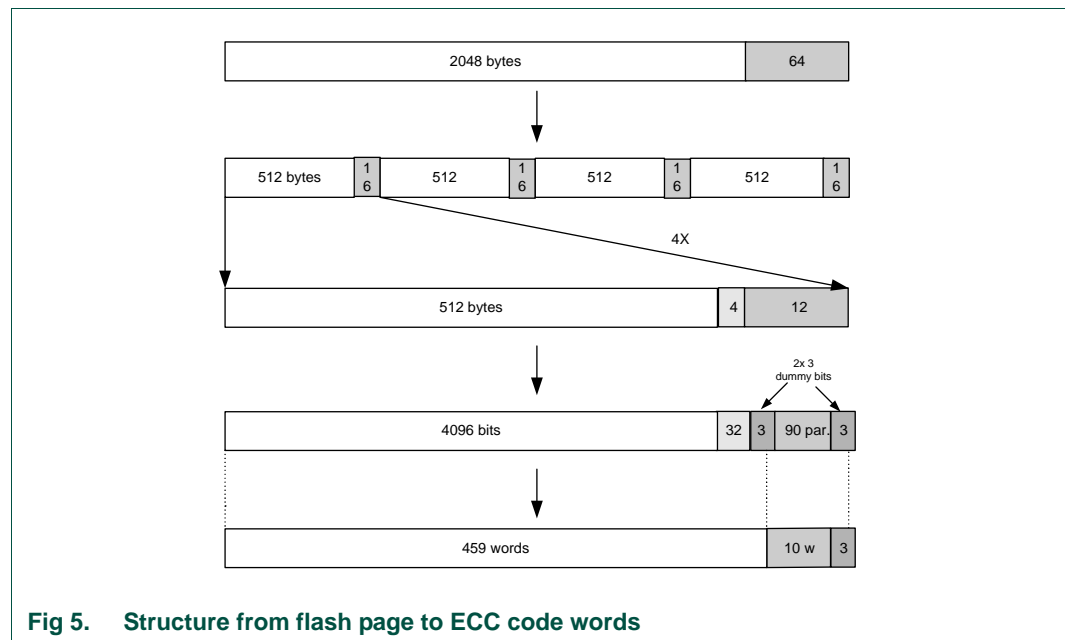 2048 bytes 64
512 bytes 1 6 512 1 6 512 1 6 512 1 6
4X
512 bytes 4 12
2x 3
dummy bits
4096 bits 32 3 90 par. 3
459 words 10 w 3
Fig 5. Structure from flash page to ECC code words